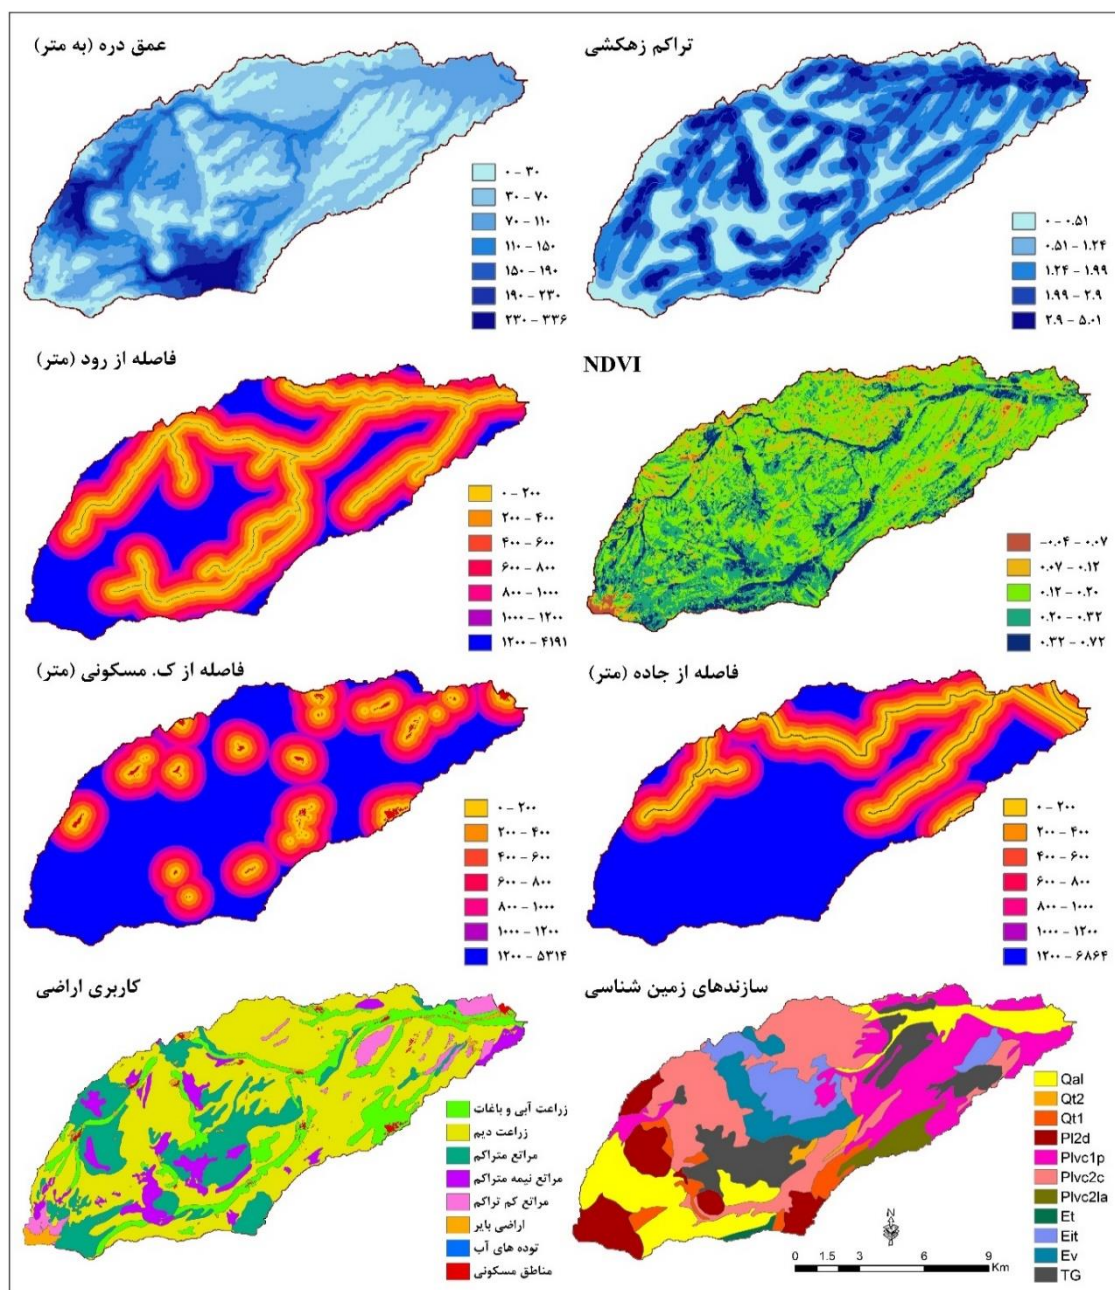 عمق دره (به متر)
۰ - ۳۰
۳۰ - ۷۰
۷۰ - ۱۱۰
۱۱۰ - ۱۵۰
۱۵۰ - ۱۹۰
۱۹۰ - ۲۳۰
۲۳۰ - ۳۳۶
تراکم زهکشی
۰ - ۰.۵۱
۰.۵۱ - ۱.۲۴
۱.۲۴ - ۱.۹۹
۱.۹۹ - ۲.۹
۲.۹ - ۵.۰۱
فاصله از رود (متر)
۰ - ۲۰۰
۲۰۰ - ۴۰۰
۴۰۰ - ۶۰۰
۶۰۰ - ۸۰۰
۸۰۰ - ۱۰۰۰
۱۰۰۰ - ۱۲۰۰
۱۲۰۰ - ۴۱۹۱
NDVI
-۰.۰۴ - ۰.۰۷
۰.۰۷ - ۰.۱۲
۰.۱۲ - ۰.۲۰
۰.۲۰ - ۰.۳۲
۰.۳۲ - ۰.۷۲
فاصله از ک. مسکونی (متر)
۰ - ۲۰۰
۲۰۰ - ۴۰۰
۴۰۰ - ۶۰۰
۶۰۰ - ۸۰۰
۸۰۰ - ۱۰۰۰
۱۰۰۰ - ۱۲۰۰
۱۲۰۰ - ۵۳۱۴
فاصله از جاده (متر)
۰ - ۲۰۰
۲۰۰ - ۴۰۰
۴۰۰ - ۶۰۰
۶۰۰ - ۸۰۰
۸۰۰ - ۱۰۰۰
۱۰۰۰ - ۱۲۰۰
۱۲۰۰ - ۶۸۶۴
کاربری اراضی
زراعت آبی و باغات
زراعت دیم
مراتع متراکم
مراتع نیمه متراکم
مراتع کم تراکم
اراضی بایر
توده های آب
مناطق مسکونی
سازندهای زمین شناسی
Qal
Qt2
Qt1
Pl2d
Plvc1p
Plvc2c
Plvc2la
Et
Eit
Ev
TG
N
0 1.5 3 6 9
Km